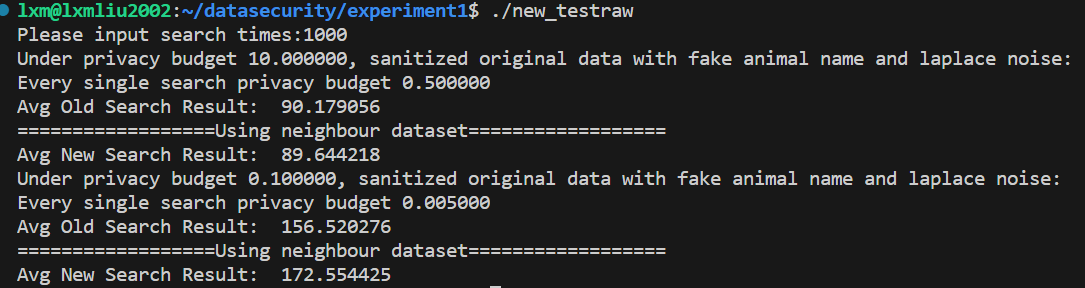 lxm@lxmliu2002:~/datasecurity/experiment1$ ./new_testraw
Please input search times:1000
Under privacy budget 10.000000, sanitized original data with fake animal name and laplace noise:
Every single search privacy budget 0.500000
Avg Old Search Result:  90.179056
==================Using neighbour dataset==================
Avg New Search Result:  89.644218
Under privacy budget 0.100000, sanitized original data with fake animal name and laplace noise:
Every single search privacy budget 0.005000
Avg Old Search Result:  156.520276
==================Using neighbour dataset==================
Avg New Search Result:  172.554425